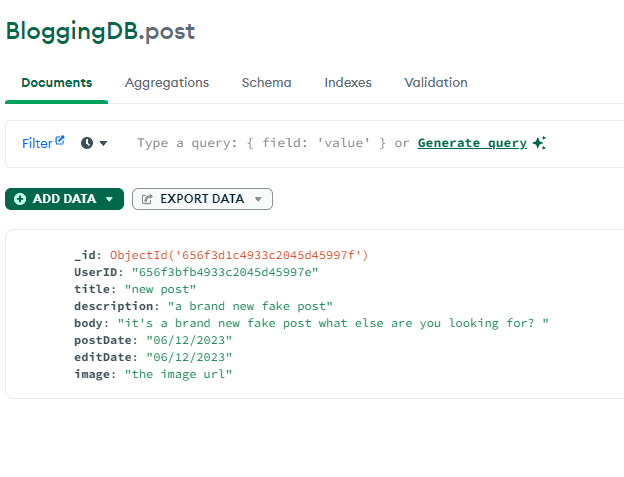 BloggingDB.post
Documents Aggregations Schema Indexes Validation
Filter Type a query: { field: 'value' } or Generate query
ADD DATA EXPORT DATA
_id: ObjectId('656f3d1c4933c2045d45997f')
UserID: "656f3bfb4933c2045d45997e"
title: "new post"
description: "a brand new fake post"
body: "it's a brand new fake post what else are you looking for? "
postDate: "06/12/2023"
editDate: "06/12/2023"
image: "the image url"